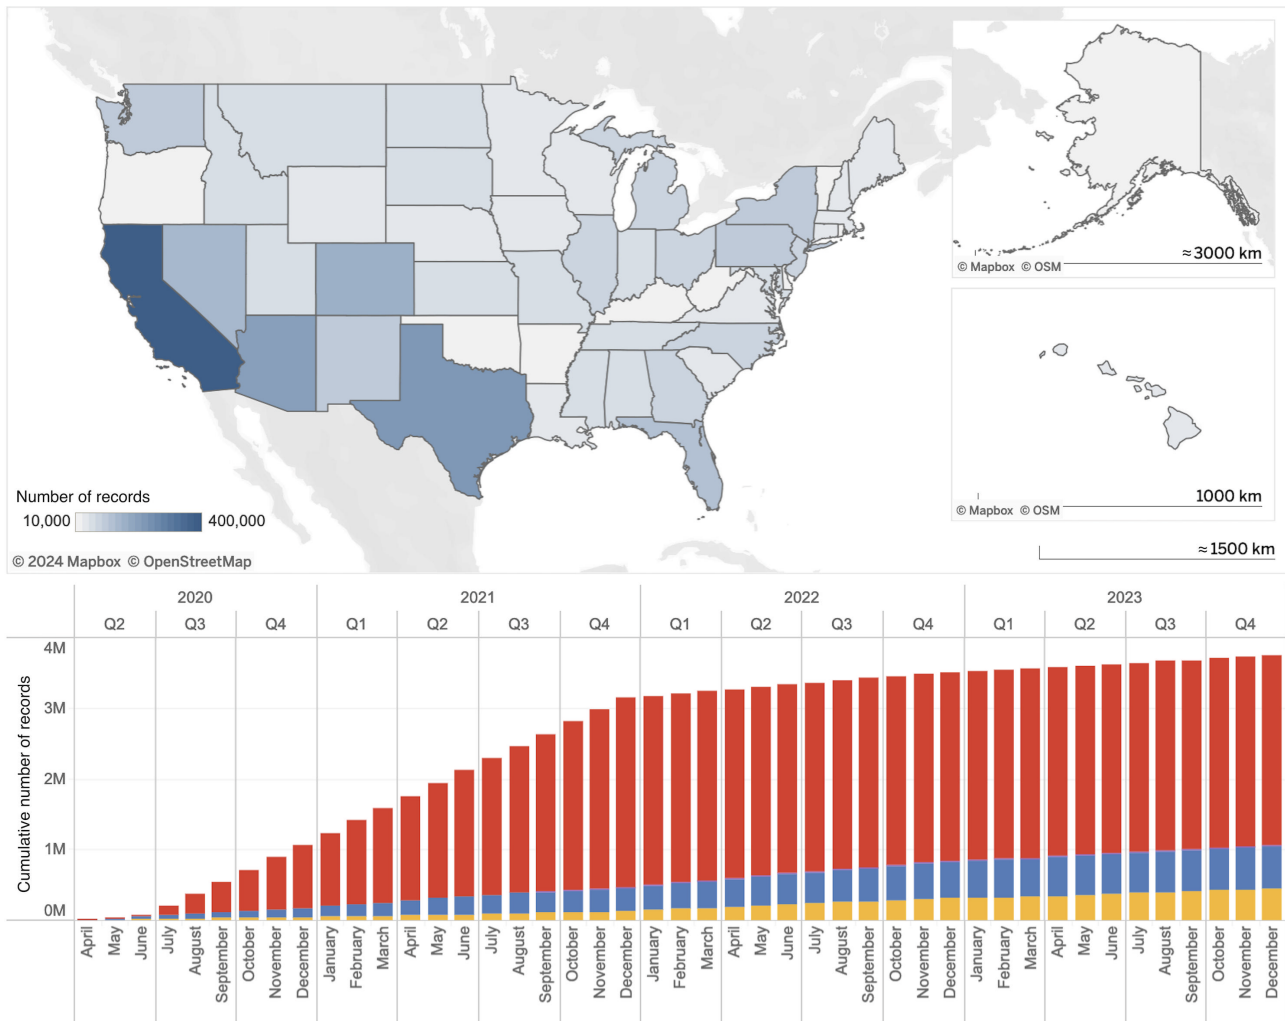 ≈3000 km
© Mapbox © OSM
1000 km
© Mapbox © OSM
≈1500 km
Number of records
10,000 400,000
© 2024 Mapbox © OpenStreetMap
2020 2021 2022 2023
Q2 Q3 Q4 Q1 Q2 Q3 Q4 Q1 Q2 Q3 Q4 Q1 Q2 Q3 Q4
Cumulative number of records
4M
3M
2M
1M
0M
April May June July August September October November December January February March April May June July August September October November December January February March April May June July August September October November December January February March April May June July August September October November December